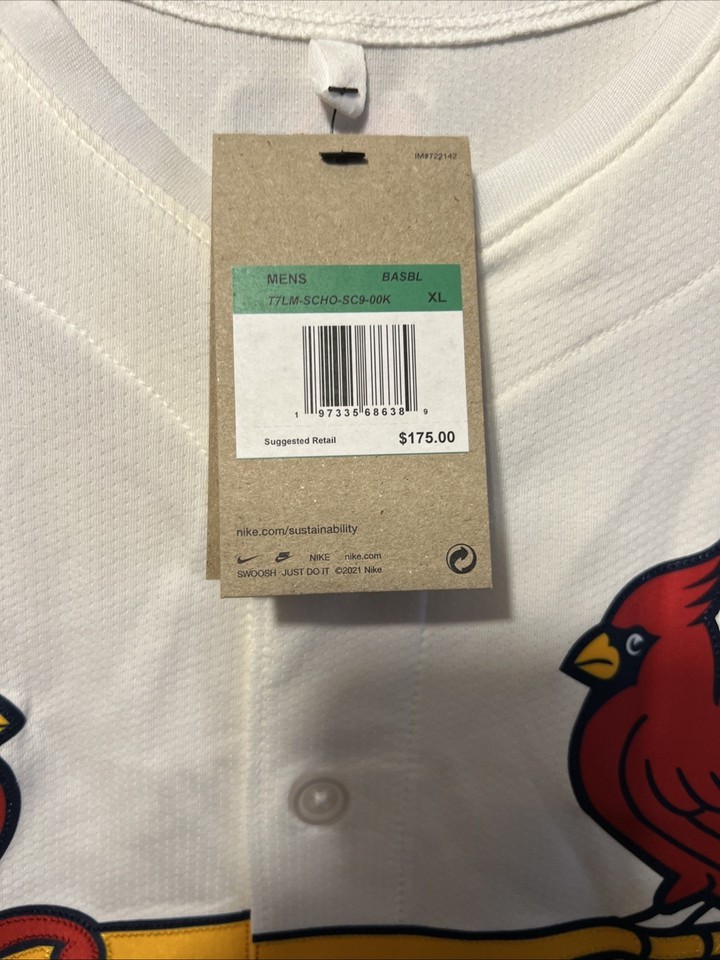 IM#722142
MENS BASBL
T7LM-SCHO-SC9-00K XL
1 97335 68638 9
Suggested Retail $175.00
nike.com/sustainability
NIKE nike.com
SWOOSH JUST DO IT ©2021 Nike